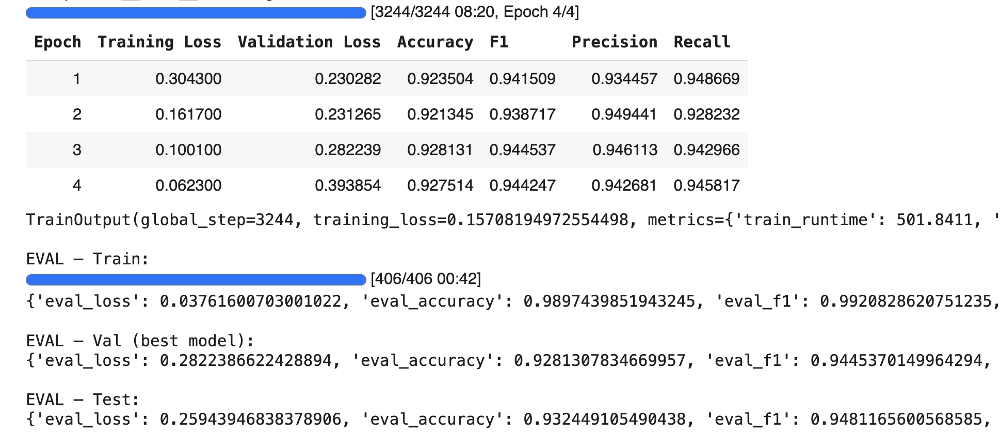 [3244/3244 08:20, Epoch 4/4]
Epoch Training Loss Validation Loss Accuracy F1 Precision Recall
1 0.304300 0.230282 0.923504 0.941509 0.934457 0.948669
2 0.161700 0.231265 0.921345 0.938717 0.949441 0.928232
3 0.100100 0.282239 0.928131 0.944537 0.946113 0.942966
4 0.062300 0.393854 0.927514 0.944247 0.942681 0.945817
TrainOutput(global_step=3244, training_loss=0.15708194972554498, metrics={'train_runtime': 501.8411, '
EVAL — Train:
[406/406 00:42]
{'eval_loss': 0.03761600703001022, 'eval_accuracy': 0.9897439851943245, 'eval_f1': 0.9920828620751235,
EVAL — Val (best model):
{'eval_loss': 0.2822386622428894, 'eval_accuracy': 0.9281307834669957, 'eval_f1': 0.9445370149964294,
EVAL — Test:
{'eval_loss': 0.25943946838378906, 'eval_accuracy': 0.932449105490438, 'eval_f1': 0.9481165600568585,